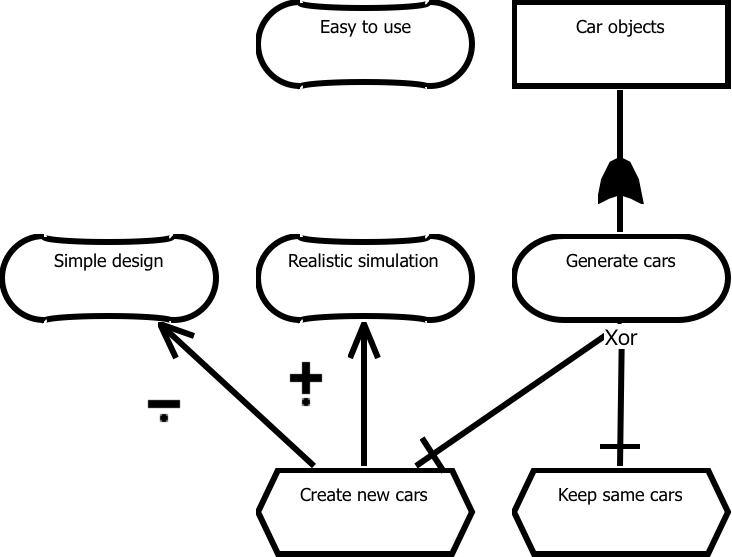 Easy to use
Car objects
Simple design
Realistic simulation
Generate cars
Xor
Create new cars
Keep same cars